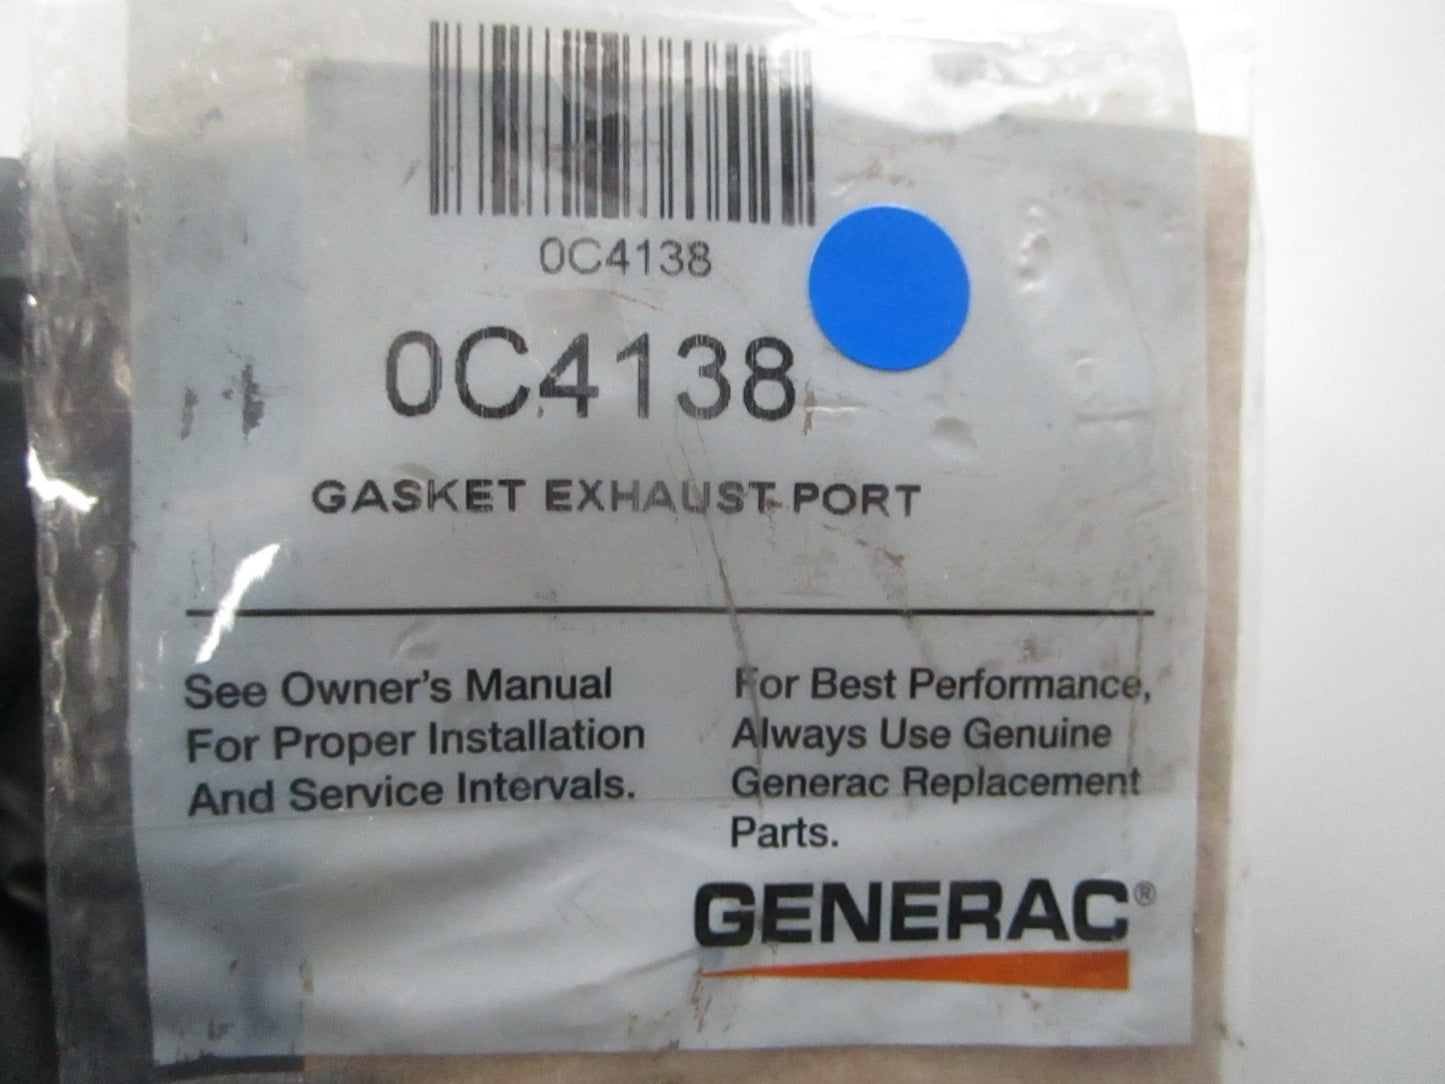 0C4138
0C4138
GASKET EXHAUST PORT
See Owner's Manual
For Proper Installation
And Service Intervals.
For Best Performance,
Always Use Genuine
Generac Replacement
Parts.
GENERAC®